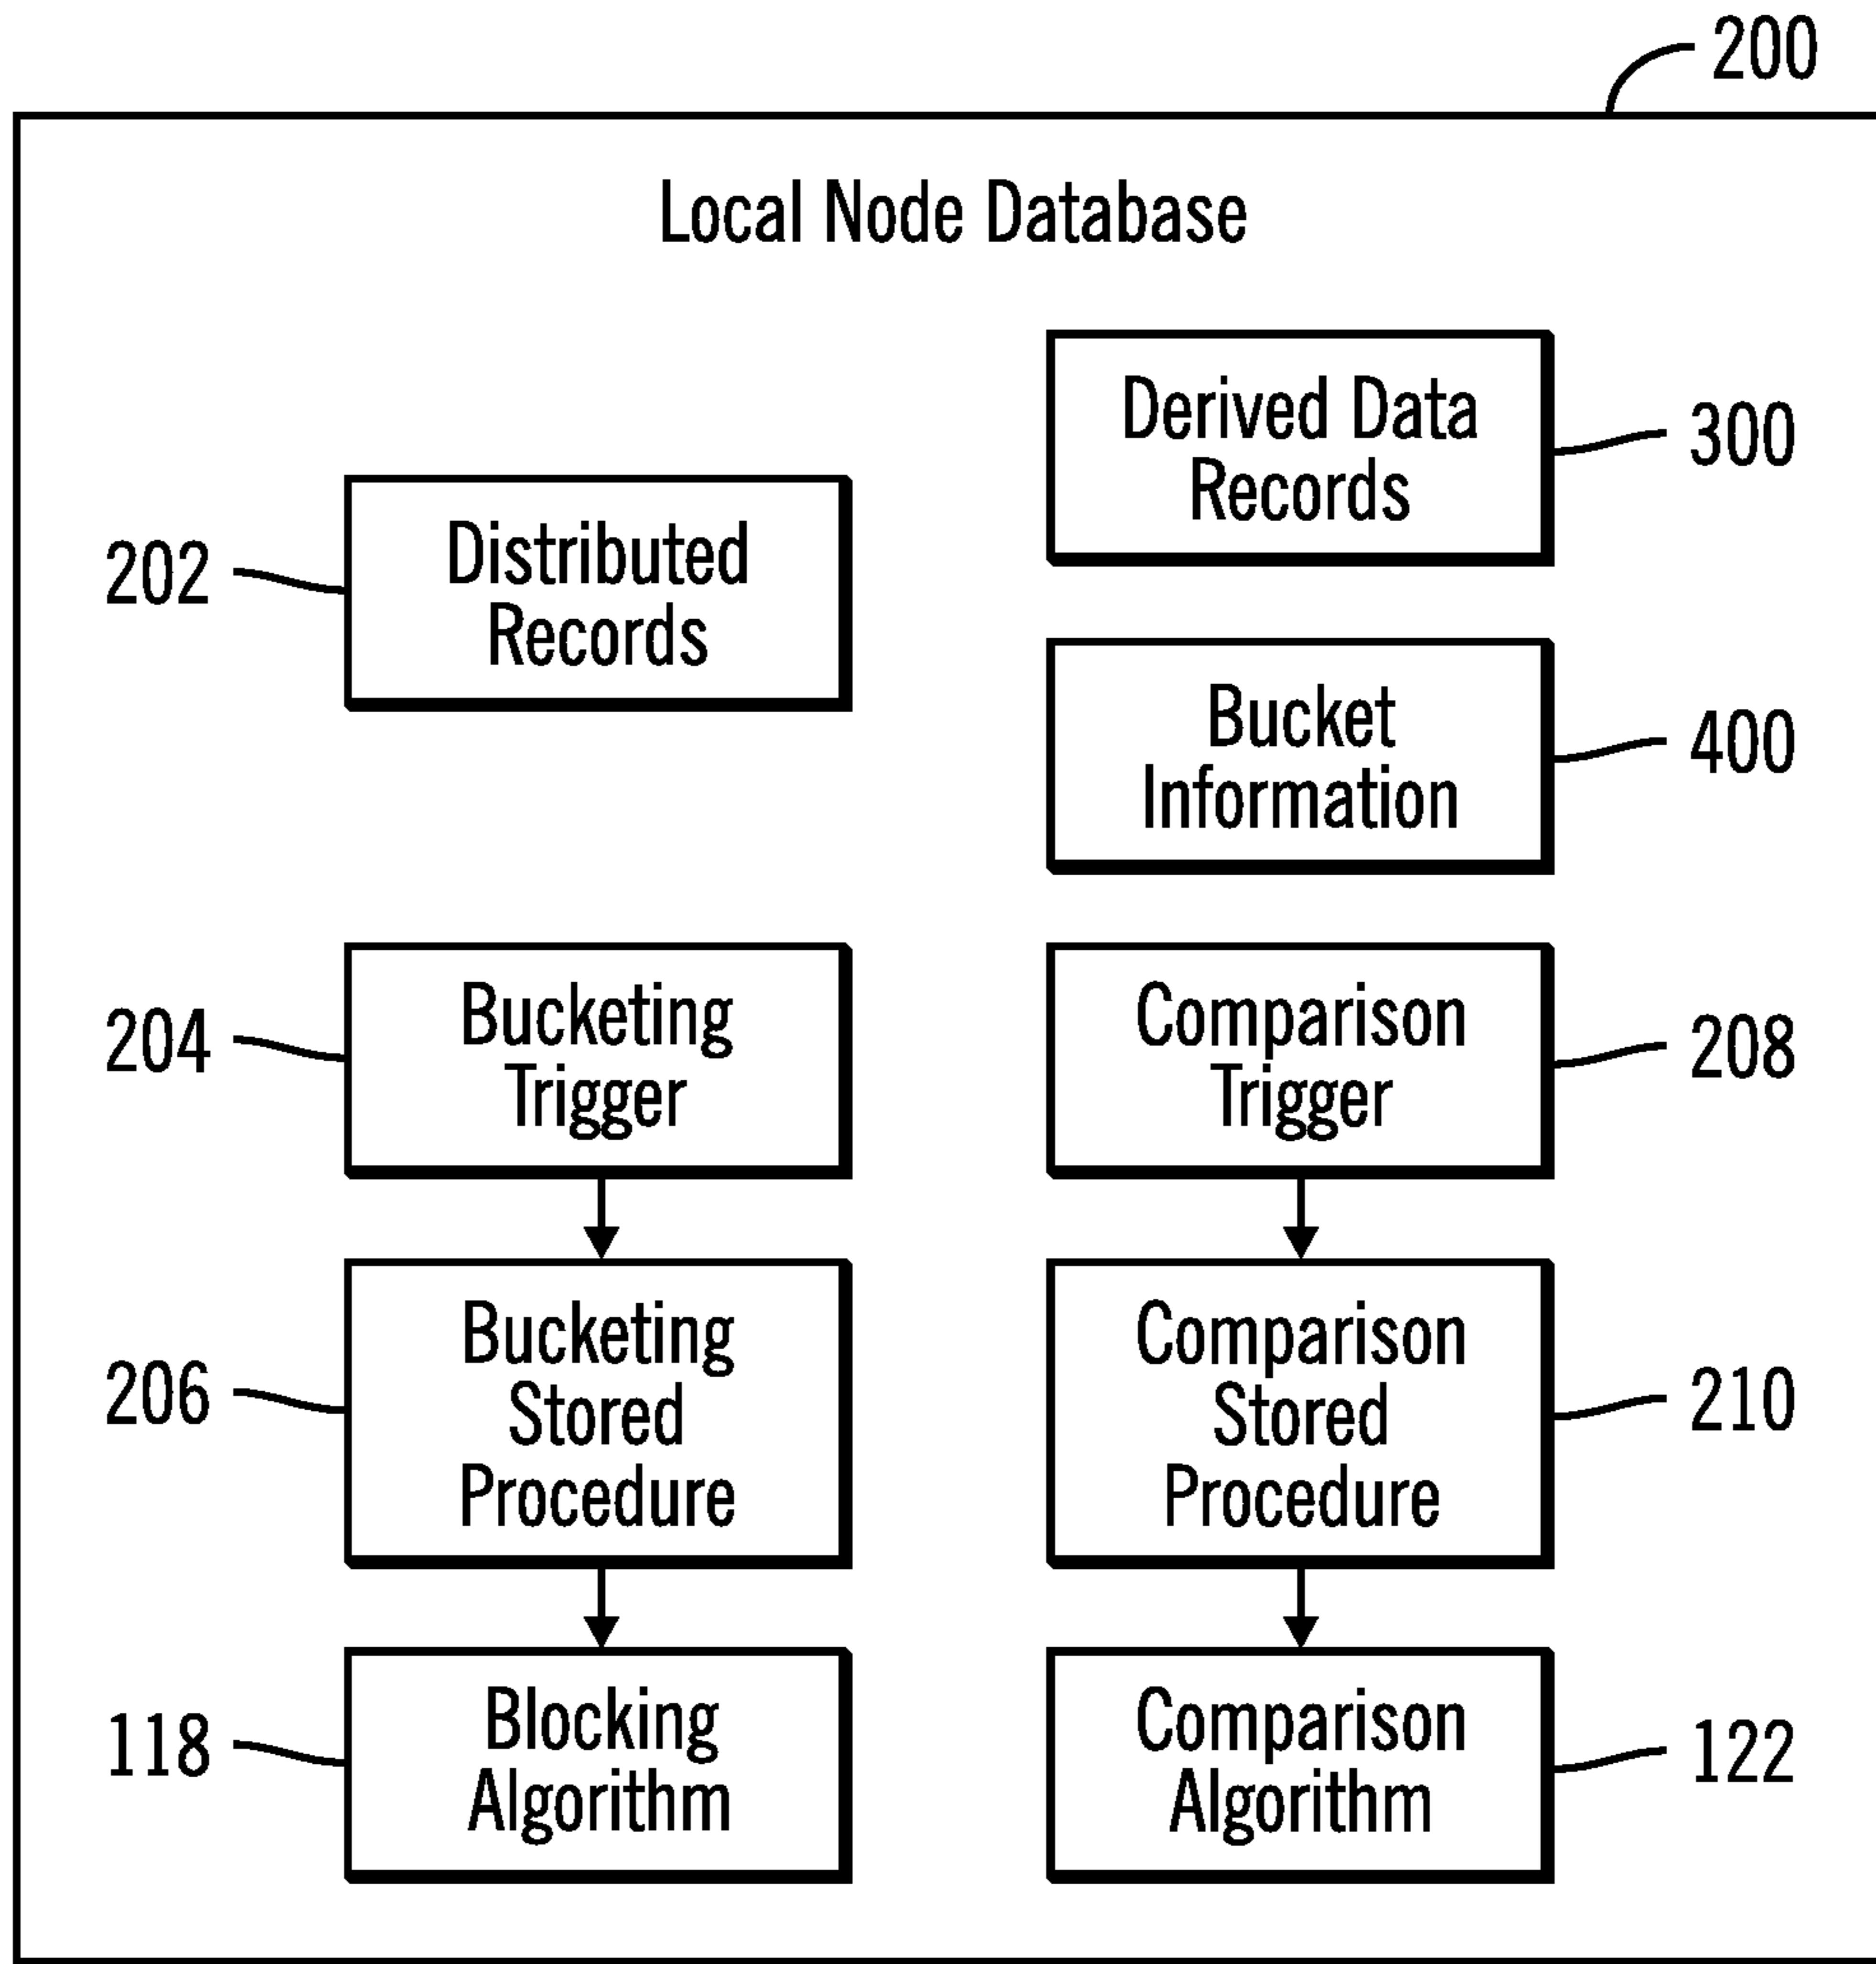 200
Local Node Database
Derived Data
Records
300
202
Distributed
Records
Bucket
Information
400
204
Bucketing
Trigger
Comparison
Trigger
208
206
Bucketing
Stored
Procedure
Comparison
Stored
Procedure
210
118
Blocking
Algorithm
Comparison
Algorithm
122